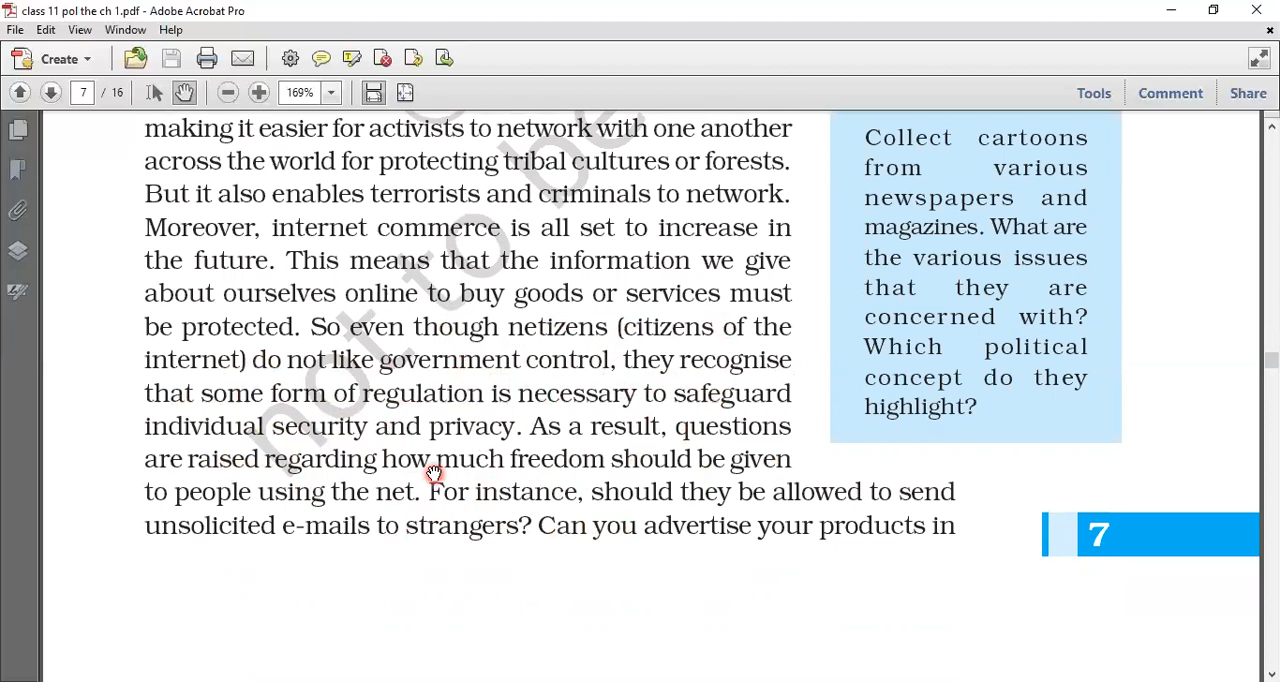 class 11 pol the ch 1.pdf - Adobe Acrobat Pro
File Edit View Window Help
Create
7 / 16 169% Tools Comment Share
making it easier for activists to network with one another
across the world for protecting tribal cultures or forests.
But it also enables terrorists and criminals to network.
Moreover, internet commerce is all set to increase in
the future. This means that the information we give
about ourselves online to buy goods or services must
be protected. So even though netizens (citizens of the
internet) do not like government control, they recognise
that some form of regulation is necessary to safeguard
individual security and privacy. As a result, questions
are raised regarding how much freedom should be given
to people using the net. For instance, should they be allowed to send
unsolicited e-mails to strangers? Can you advertise your products in
Collect cartoons
from various
newspapers and
magazines. What are
the various issues
that they are
concerned with?
Which political
concept do they
highlight?
7
not to be